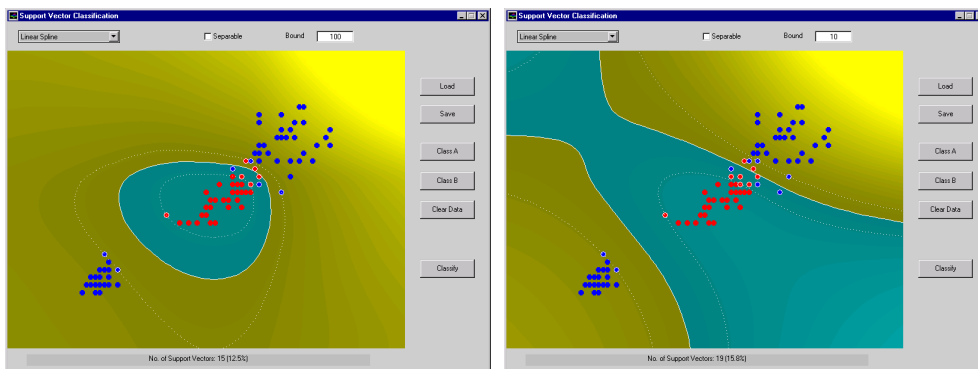 Support Vector Classification
Linear Spline
Separable
Bound
100
Load
Save
Class A
Class B
Clear Data
Classify
No. of Support Vectors: 15 (12.5%)
Support Vector Classification
Linear Spline
Separable
Bound
10
Load
Save
Class A
Class B
Clear Data
Classify
No. of Support Vectors: 19 (15.8%)